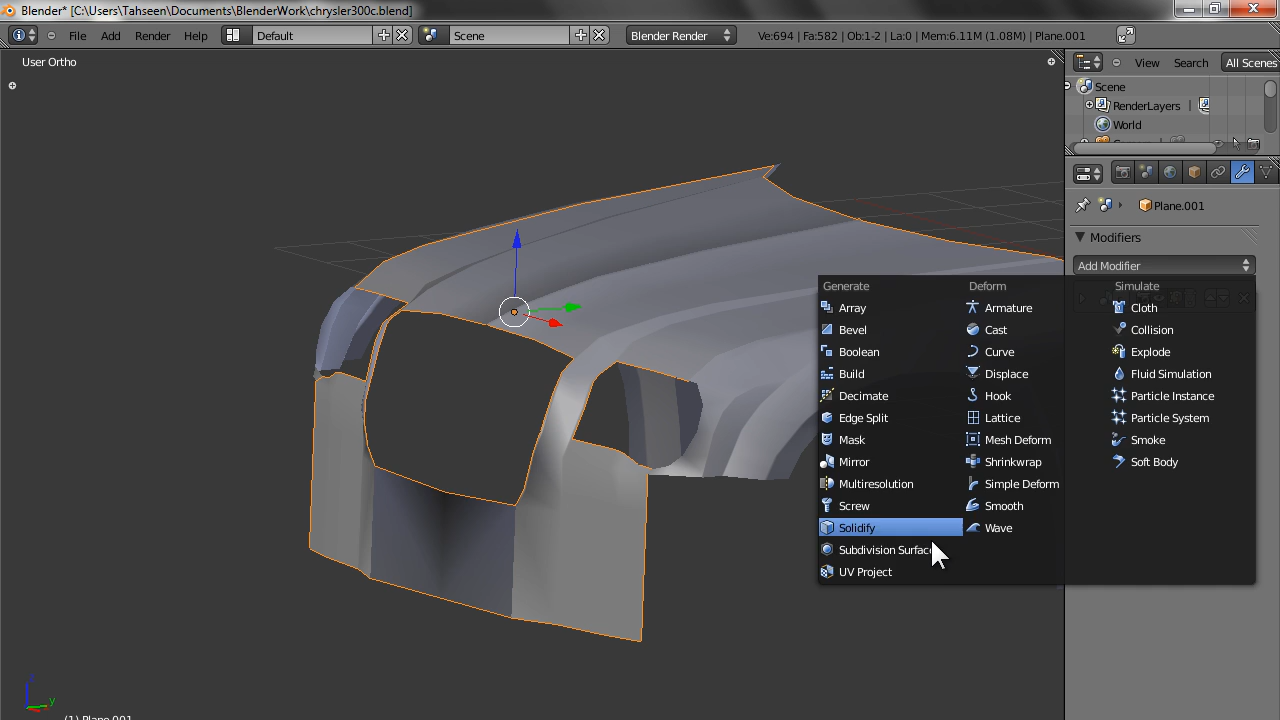 Blender* [C:\Users\Tahseen\Documents\BlenderWork\chrysler300c.blend]
File Add Render Help Default Scene Blender Render Ve:694 | Fa:582 | Ob:1-2 | La:0 | Mem:6.11M (1.08M) | Plane.001
User Ortho
View Search All Scenes
Scene
RenderLayers |
World
Plane.001
Modifiers
Add Modifier
Generate Deform Simulate
Array Armature Cloth
Bevel Cast Collision
Boolean Curve Explode
Build Displace Fluid Simulation
Decimate Hook Particle Instance
Edge Split Lattice Particle System
Mask Mesh Deform Smoke
Mirror Shrinkwrap Soft Body
Multiresolution Simple Deform
Screw Smooth
Solidify Wave
Subdivision Surface
UV Project
z
y
(1) Plane.001